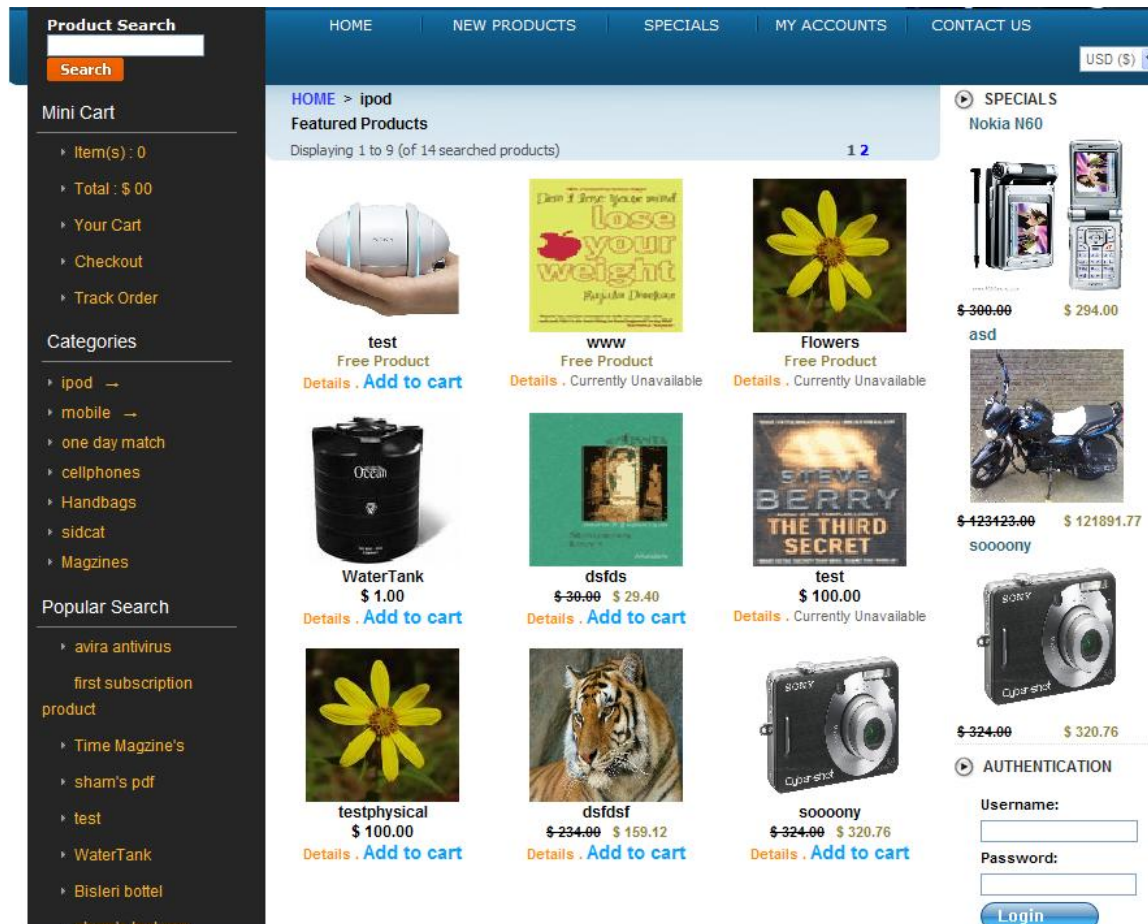 Product Search
Search
HOME
NEW PRODUCTS
SPECIALS
MY ACCOUNTS
CONTACT US
USD ($)
Mini Cart
Item(s) : 0
Total : $ 00
Your Cart
Checkout
Track Order
Categories
ipod →
mobile →
one day match
cellphones
Handbags
sidcat
Magzines
Popular Search
avira antivirus
first subscription
product
Time Magzine's
sham's pdf
test
WaterTank
Bisleri bottel
HOME > ipod
Featured Products
Displaying 1 to 9 (of 14 searched products)
1 2
SONY
test
Free Product
Details . Add to cart
Don't lose your mind
lose
your
weight
Rujuta Diwekar
www
Free Product
Details . Currently Unavailable
Flowers
Free Product
Details . Currently Unavailable
Ocean
WaterTank
$ 1.00
Details . Add to cart
dsfds
$ 30.00 $ 29.40
Details . Add to cart
STEVE
BERRY
THE THIRD
SECRET
test
$ 100.00
Details . Currently Unavailable
testphysical
$ 100.00
Details . Add to cart
dsfdsf
$ 234.00 $ 159.12
Details . Add to cart
SONY
Cyber-shot
soooony
$ 324.00 $ 320.76
Details . Add to cart
SPECIALS
Nokia N60
$ 300.00 $ 294.00
asd
$ 123123.00 $ 121891.77
soooony
SONY
Cyber-shot
$ 324.00 $ 320.76
AUTHENTICATION
Username:
Password:
Login